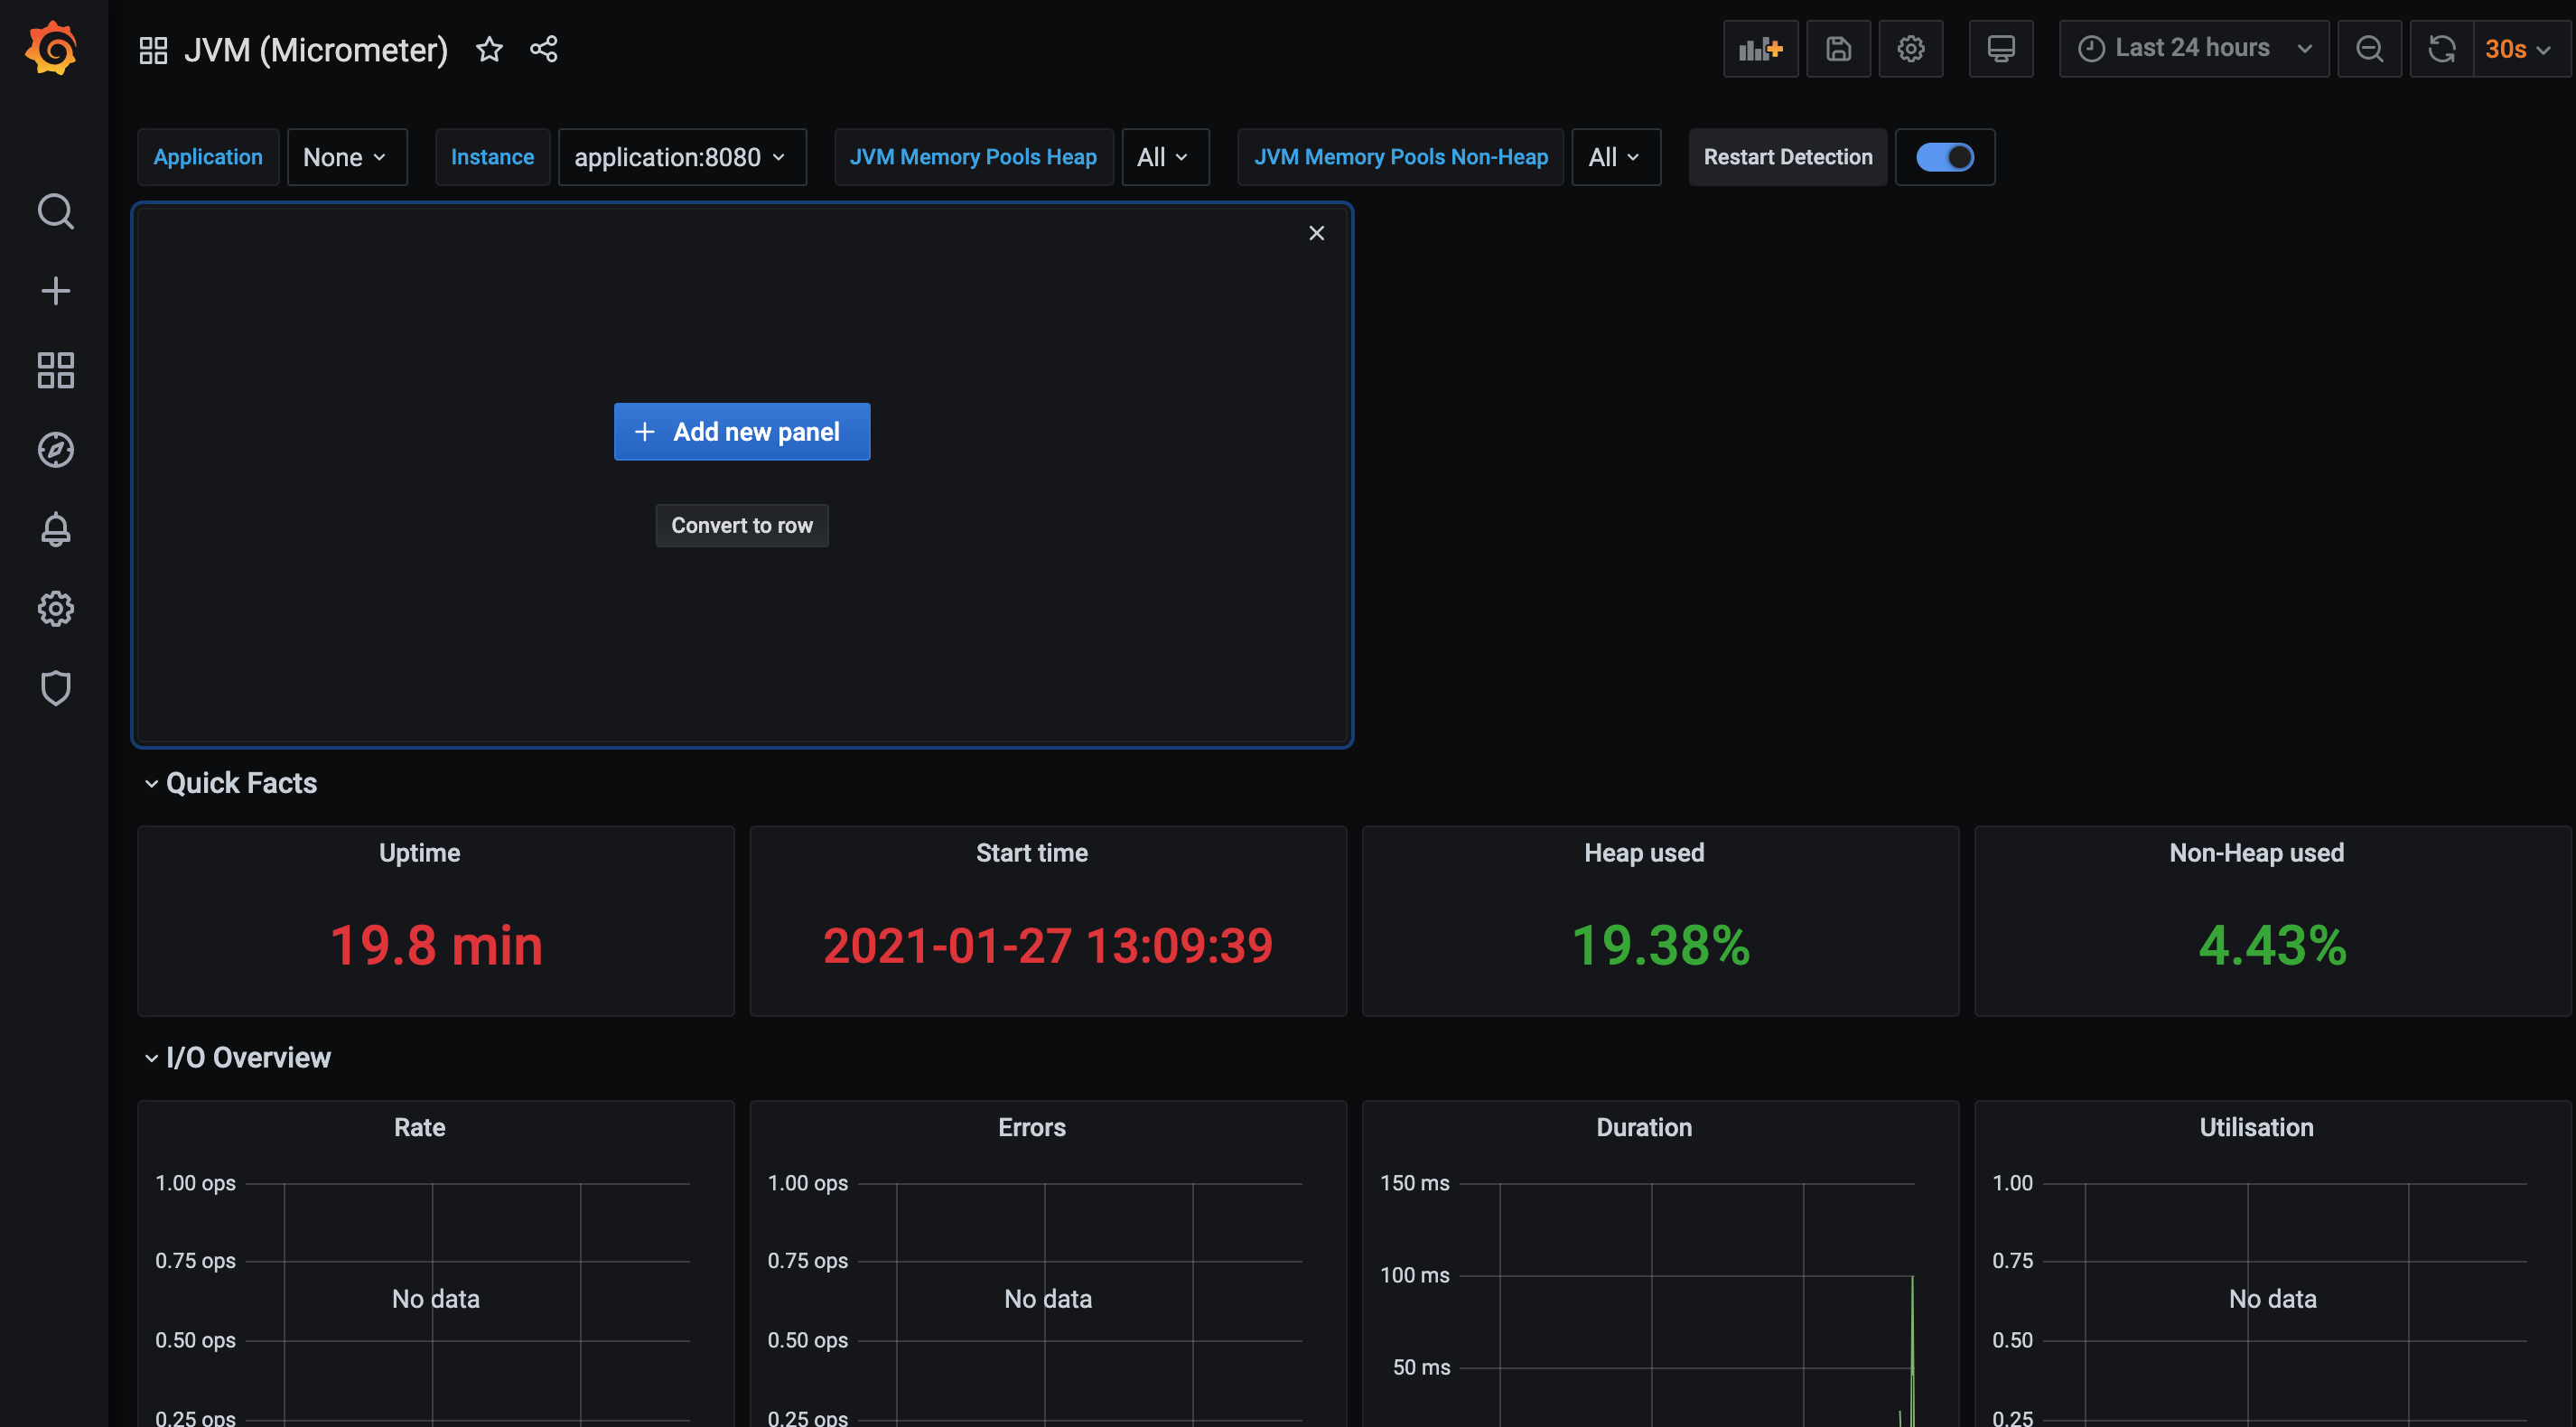 JVM (Micrometer)
Last 24 hours
30s
Application
None
Instance
application:8080
JVM Memory Pools Heap
All
JVM Memory Pools Non-Heap
All
Restart Detection
Add new panel
Convert to row
Quick Facts
Uptime
19.8 min
Start time
2021-01-27 13:09:39
Heap used
19.38%
Non-Heap used
4.43%
I/O Overview
Rate
1.00 ops
0.75 ops
No data
0.50 ops
0.25 ops
Errors
1.00 ops
0.75 ops
No data
0.50 ops
0.25 ops
Duration
150 ms
100 ms
50 ms
Utilisation
1.00
0.75
No data
0.50
0.25